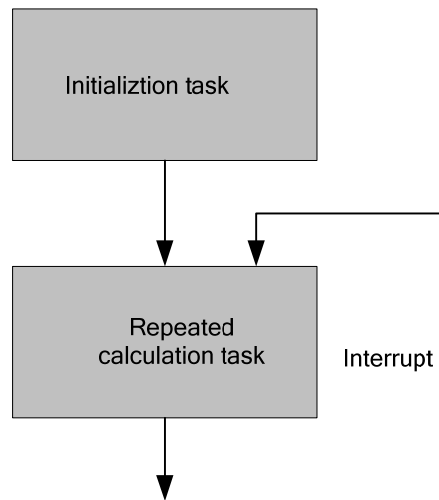 Initializtion task
Repeated
calculation task
Interrupt